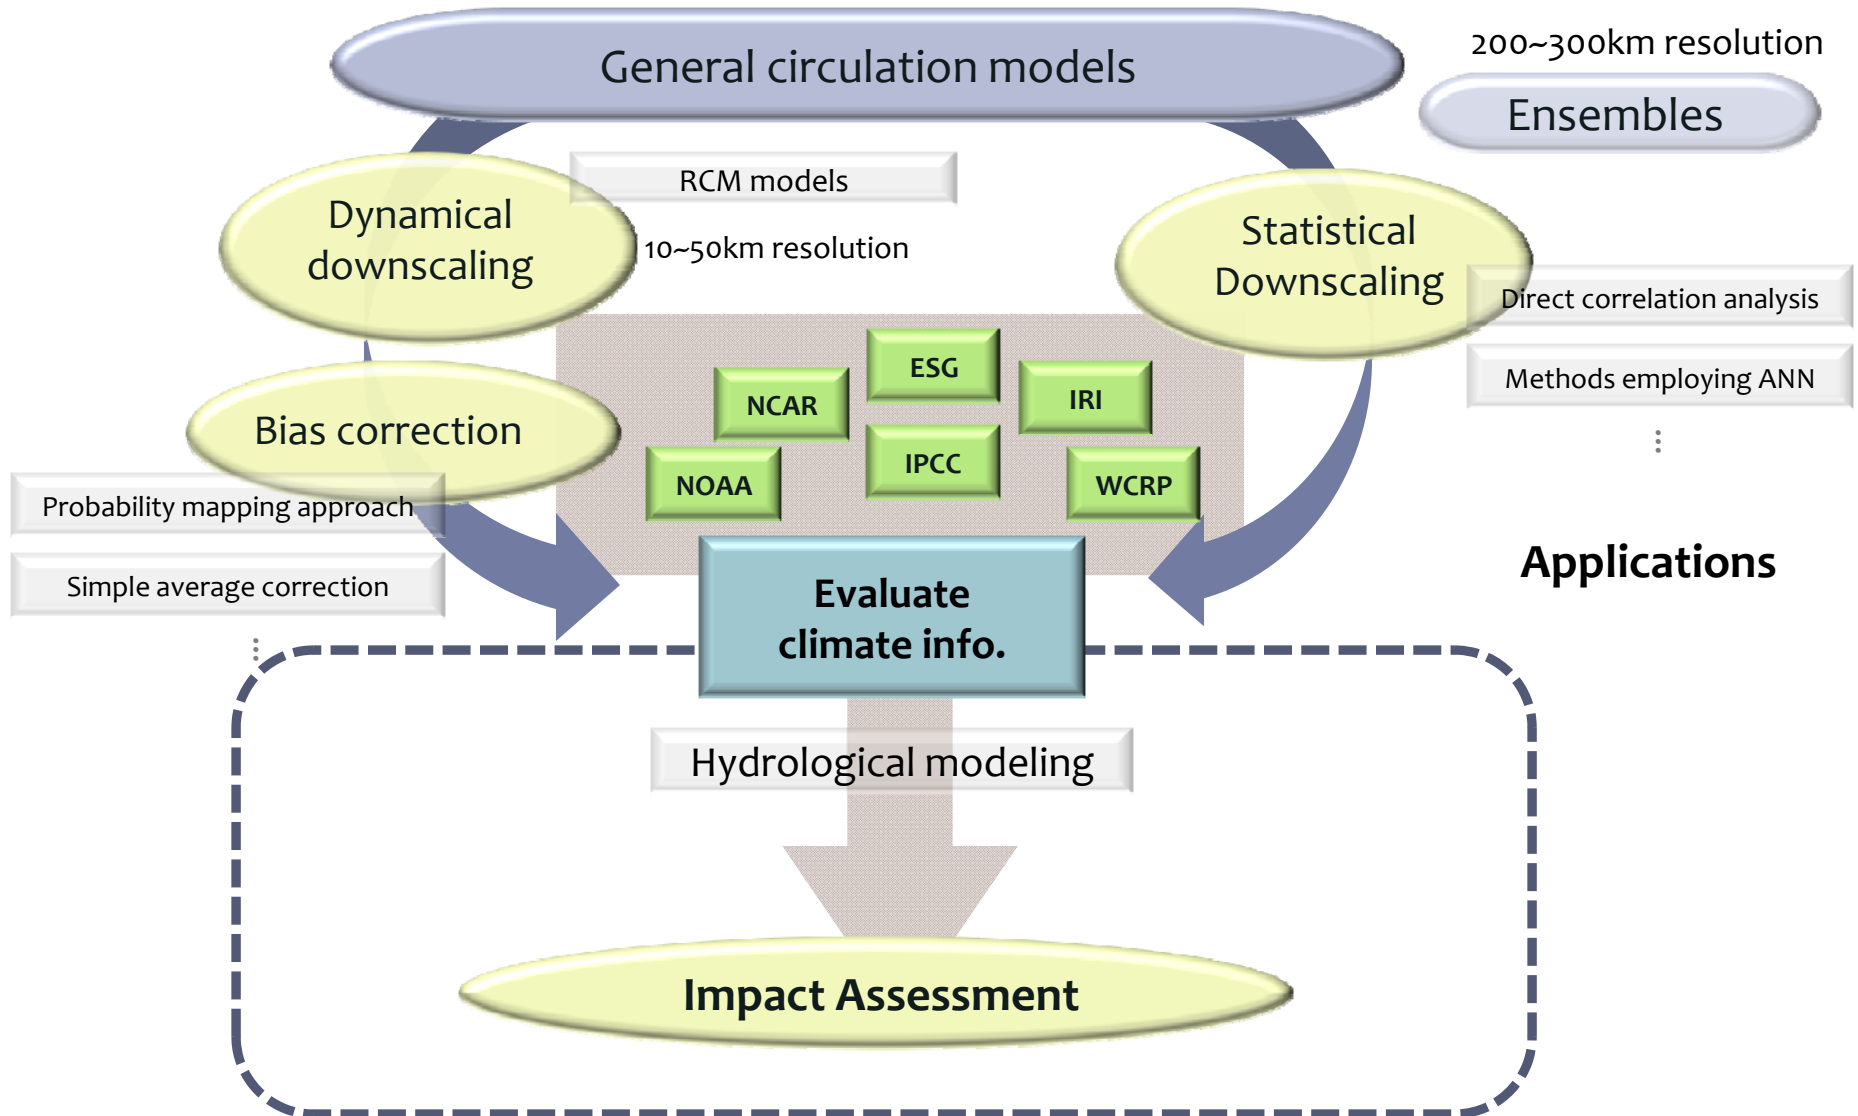 General circulation models
200~300km resolution
Ensembles
RCM models
Dynamical
downscaling
10~50km resolution
Statistical
Downscaling
Direct correlation analysis
Methods employing ANN
⋮
ESG
NCAR
IRI
IPCC
NOAA
WCRP
Bias correction
Probability mapping approach
Simple average correction
⋮
Applications
Evaluate
climate info.
Hydrological modeling
Impact Assessment